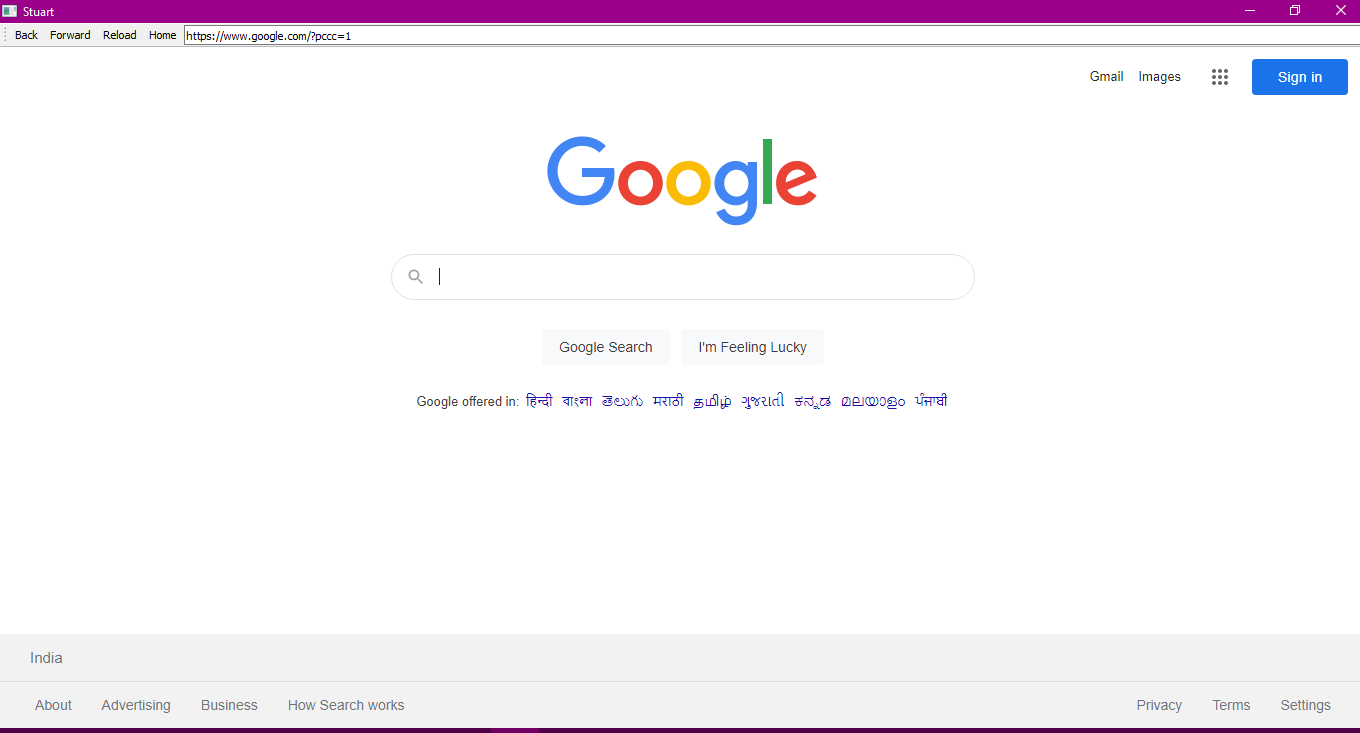 Stuart
Back Forward Reload Home https://www.google.com/?pccc=1
Gmail Images Sign in
Google
Google Search I'm Feeling Lucky
Google offered in: हिन्दी বাংলা తెలుగు मराठी தமிழ் ગુજરાતી ಕನ್ನಡ മലയാളം ਪੰਜਾਬੀ
India
About Advertising Business How Search works Privacy Terms Settings